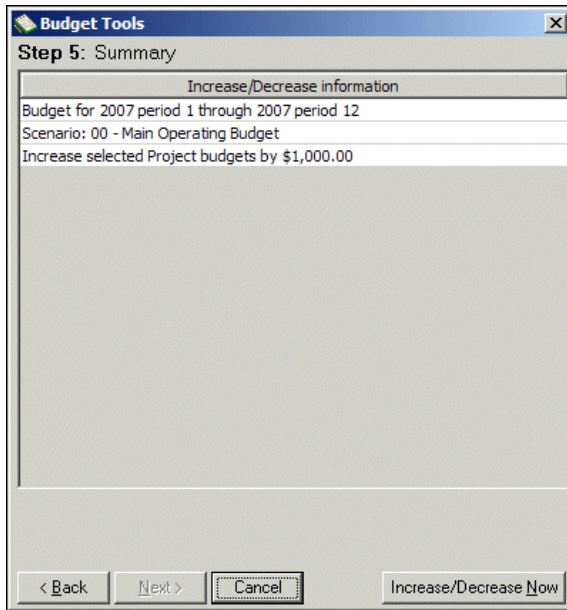 Budget Tools
Step 5: Summary
Increase/Decrease information
Budget for 2007 period 1 through 2007 period 12
Scenario: 00 - Main Operating Budget
Increase selected Project budgets by $1,000.00
< Back Next > Cancel Increase/Decrease Now